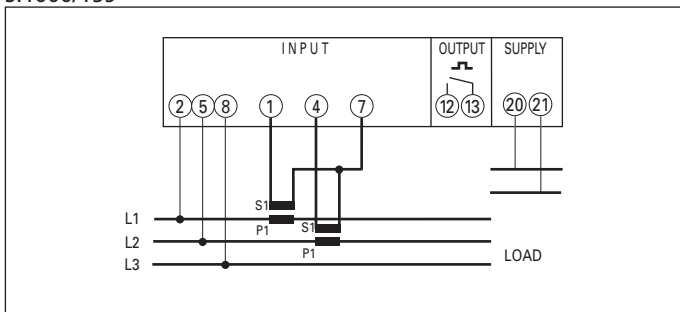 INPUT
OUTPUT
SUPPLY
2 5 8 1 4 7 12 13 20 21
S1
L1
P1
S1
L2
P1
LOAD
L3